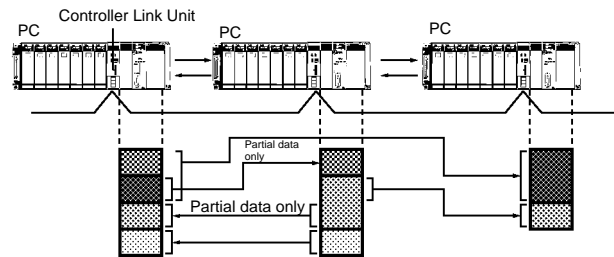 Controller Link Unit
PC
PC
PC
Partial data
only
Partial data only